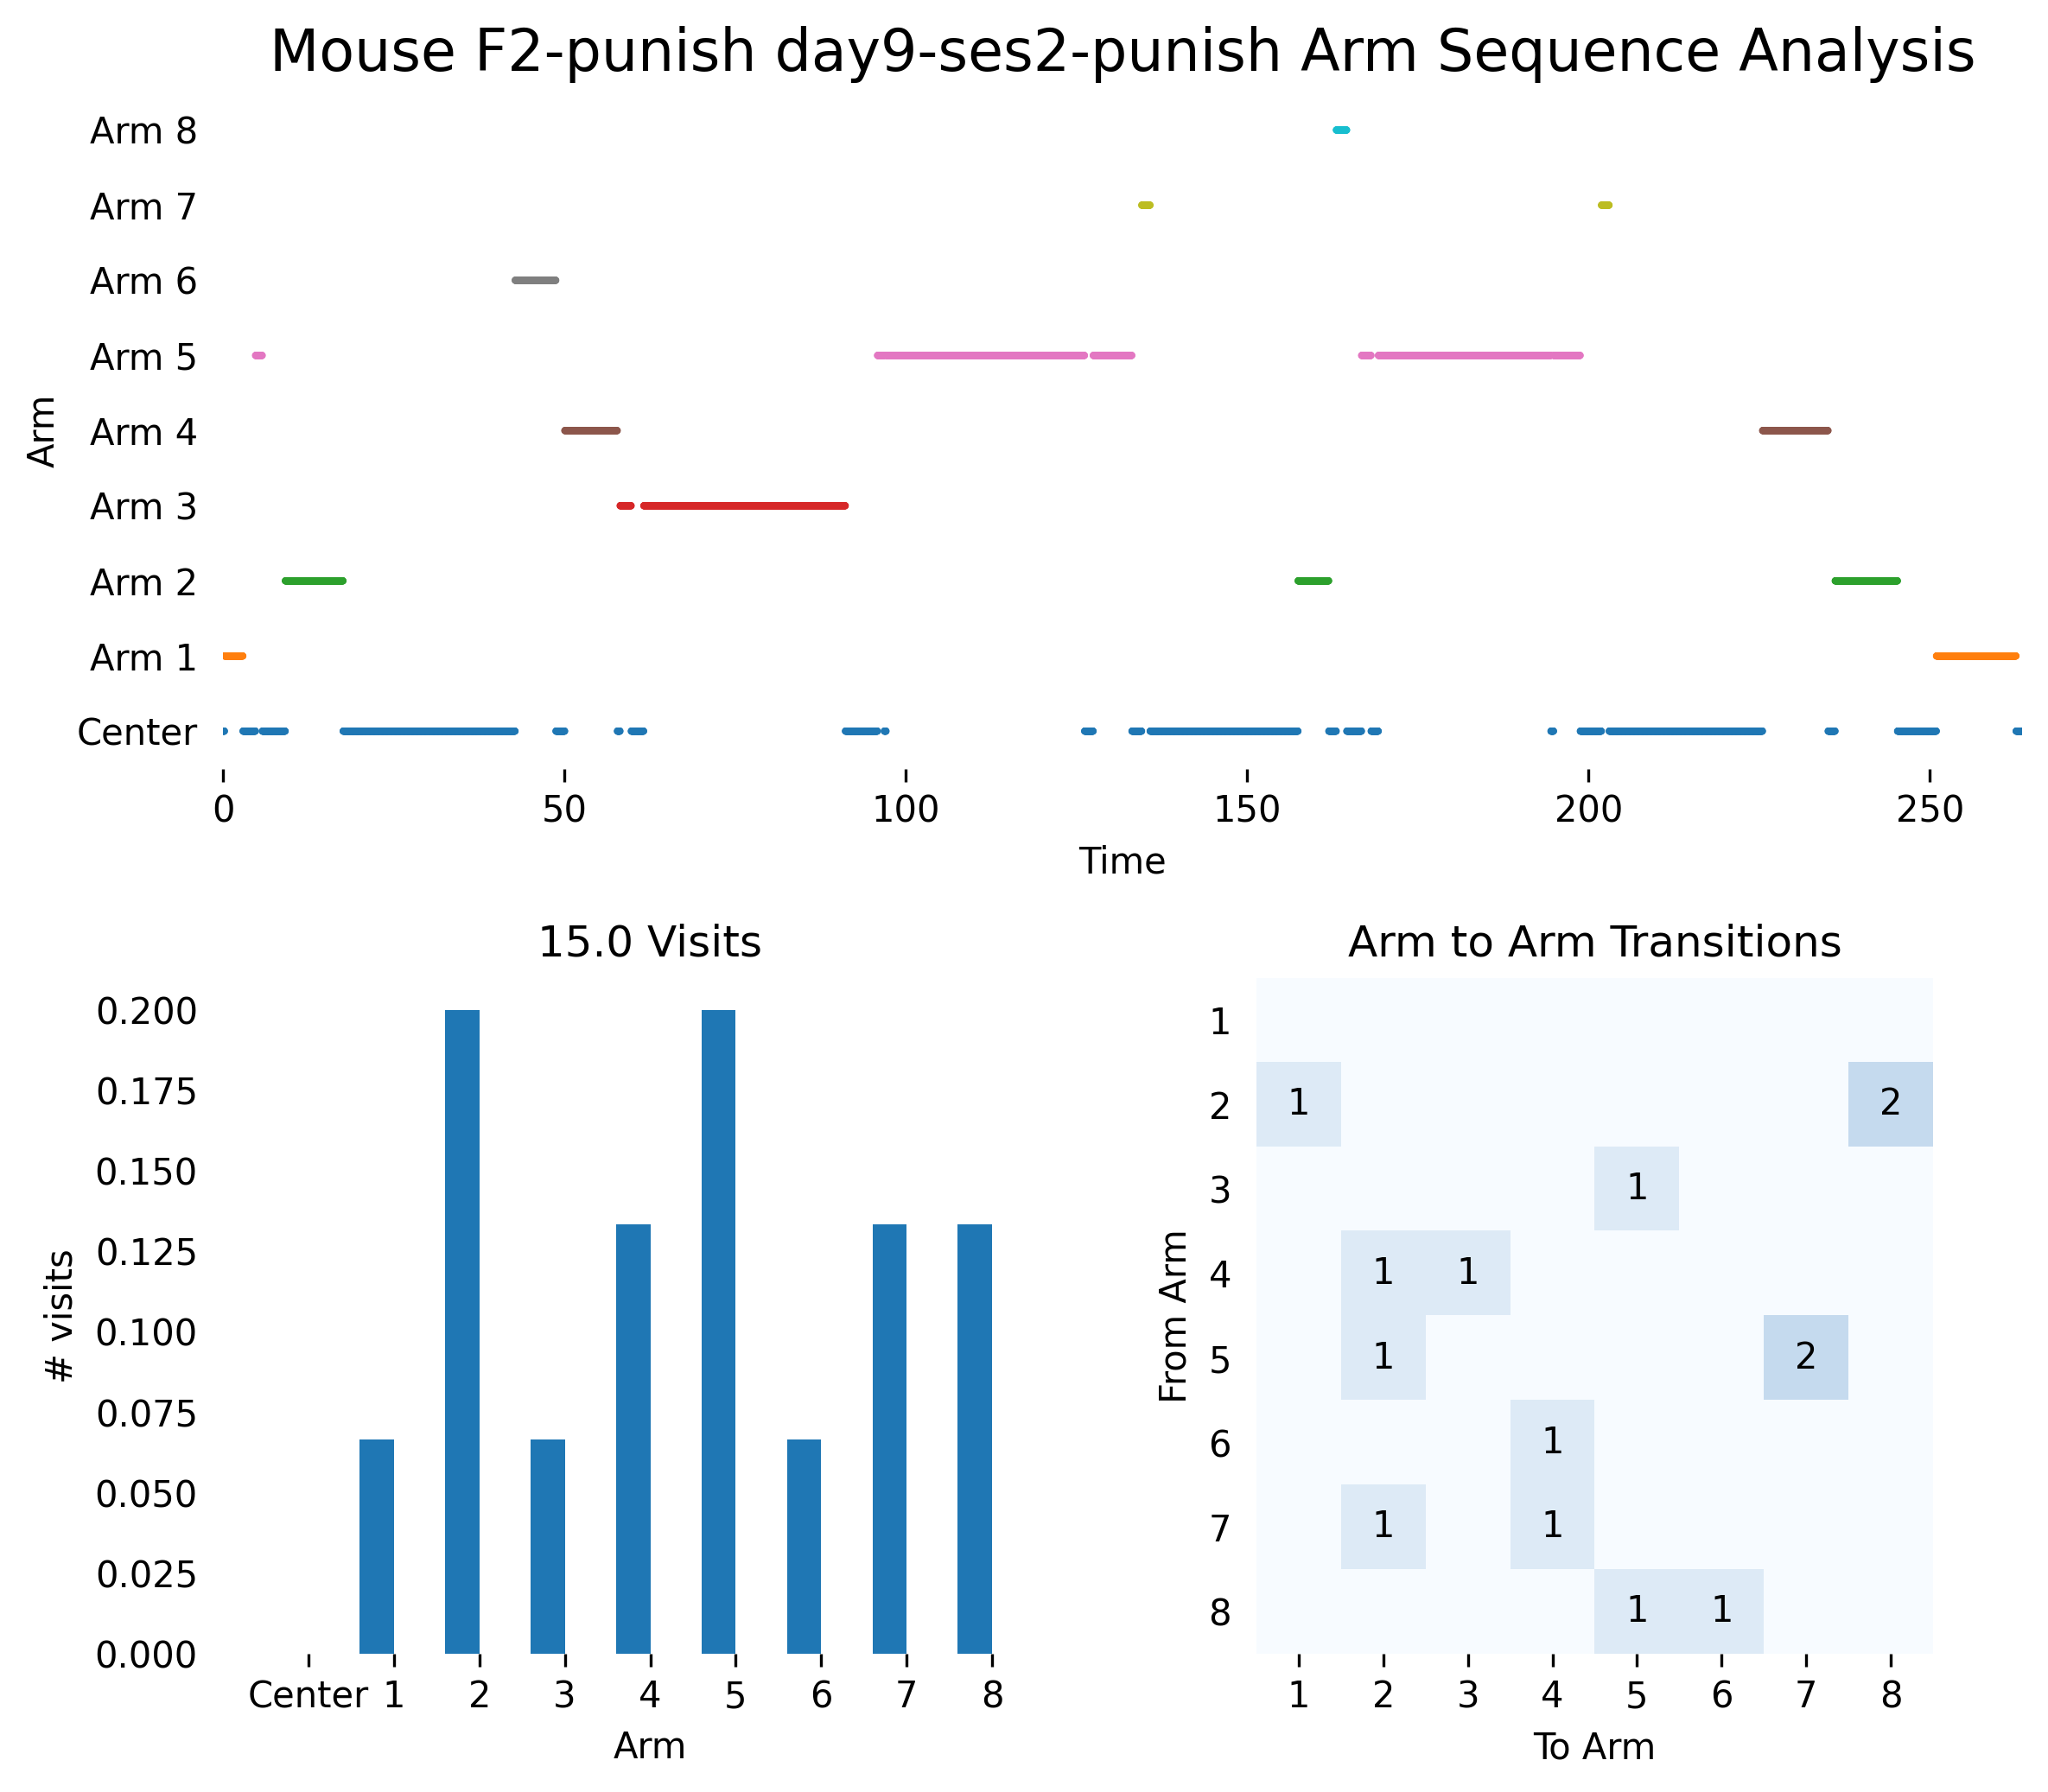 Mouse F2-punish day9-ses2-punish Arm Sequence Analysis
Arm 8
Arm 7
Arm 6
Arm 5
Arm 4
Arm 3
Arm 2
Arm 1
Center
Arm
0 50 100 150 200 250
Time
15.0 Visits
0.200
0.175
0.150
0.125
0.100
0.075
0.050
0.025
0.000
# visits
Center 1 2 3 4 5 6 7 8
Arm
Arm to Arm Transitions
1
2 1 2
3 1
4 1 1
5 1 2
6 1
7 1 1
8 1 1
From Arm
1 2 3 4 5 6 7 8
To Arm